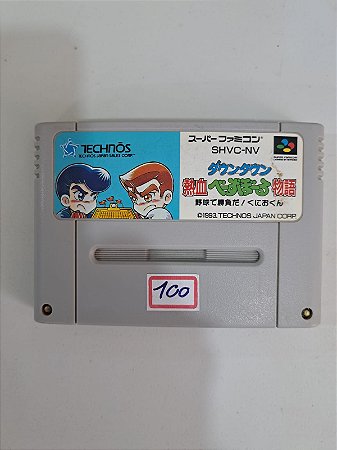 TECHNŌS
TECHNOS JAPAN SALES CORP.
スーパーファミコン
SHVC-NV
ダウンタウン
熱血べーすぼーる物語
野球で勝負だ!くにおくん
©1993, TECHNOS JAPAN CORP.
100